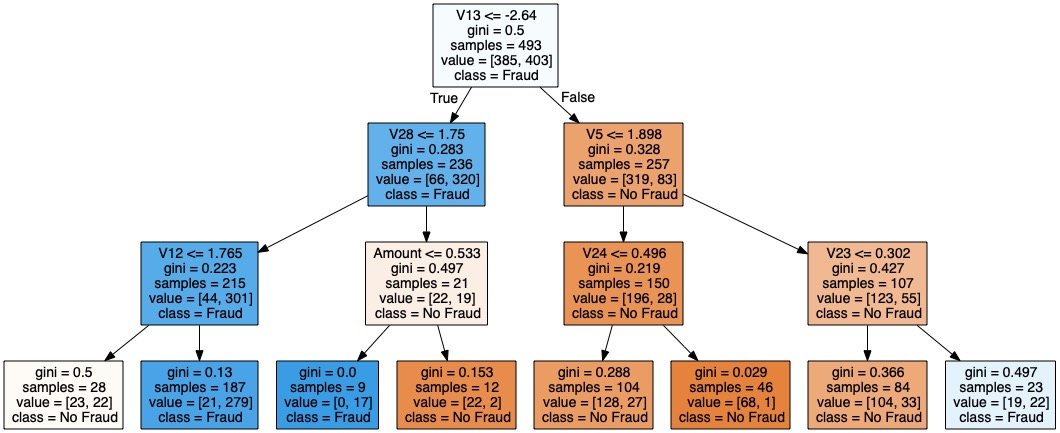 V13 <= -2.64
gini = 0.5
samples = 493
value = [385, 403]
class = Fraud
True
False
V28 <= 1.75
gini = 0.283
samples = 236
value = [66, 320]
class = Fraud
V5 <= 1.898
gini = 0.328
samples = 257
value = [319, 83]
class = No Fraud
V12 <= 1.765
gini = 0.223
samples = 215
value = [44, 301]
class = Fraud
Amount <= 0.533
gini = 0.497
samples = 21
value = [22, 19]
class = No Fraud
V24 <= 0.496
gini = 0.219
samples = 150
value = [196, 28]
class = No Fraud
V23 <= 0.302
gini = 0.427
samples = 107
value = [123, 55]
class = No Fraud
gini = 0.5
samples = 28
value = [23, 22]
class = No Fraud
gini = 0.13
samples = 187
value = [21, 279]
class = Fraud
gini = 0.0
samples = 9
value = [0, 17]
class = Fraud
gini = 0.153
samples = 12
value = [22, 2]
class = No Fraud
gini = 0.288
samples = 104
value = [128, 27]
class = No Fraud
gini = 0.029
samples = 46
value = [68, 1]
class = No Fraud
gini = 0.366
samples = 84
value = [104, 33]
class = No Fraud
gini = 0.497
samples = 23
value = [19, 22]
class = Fraud